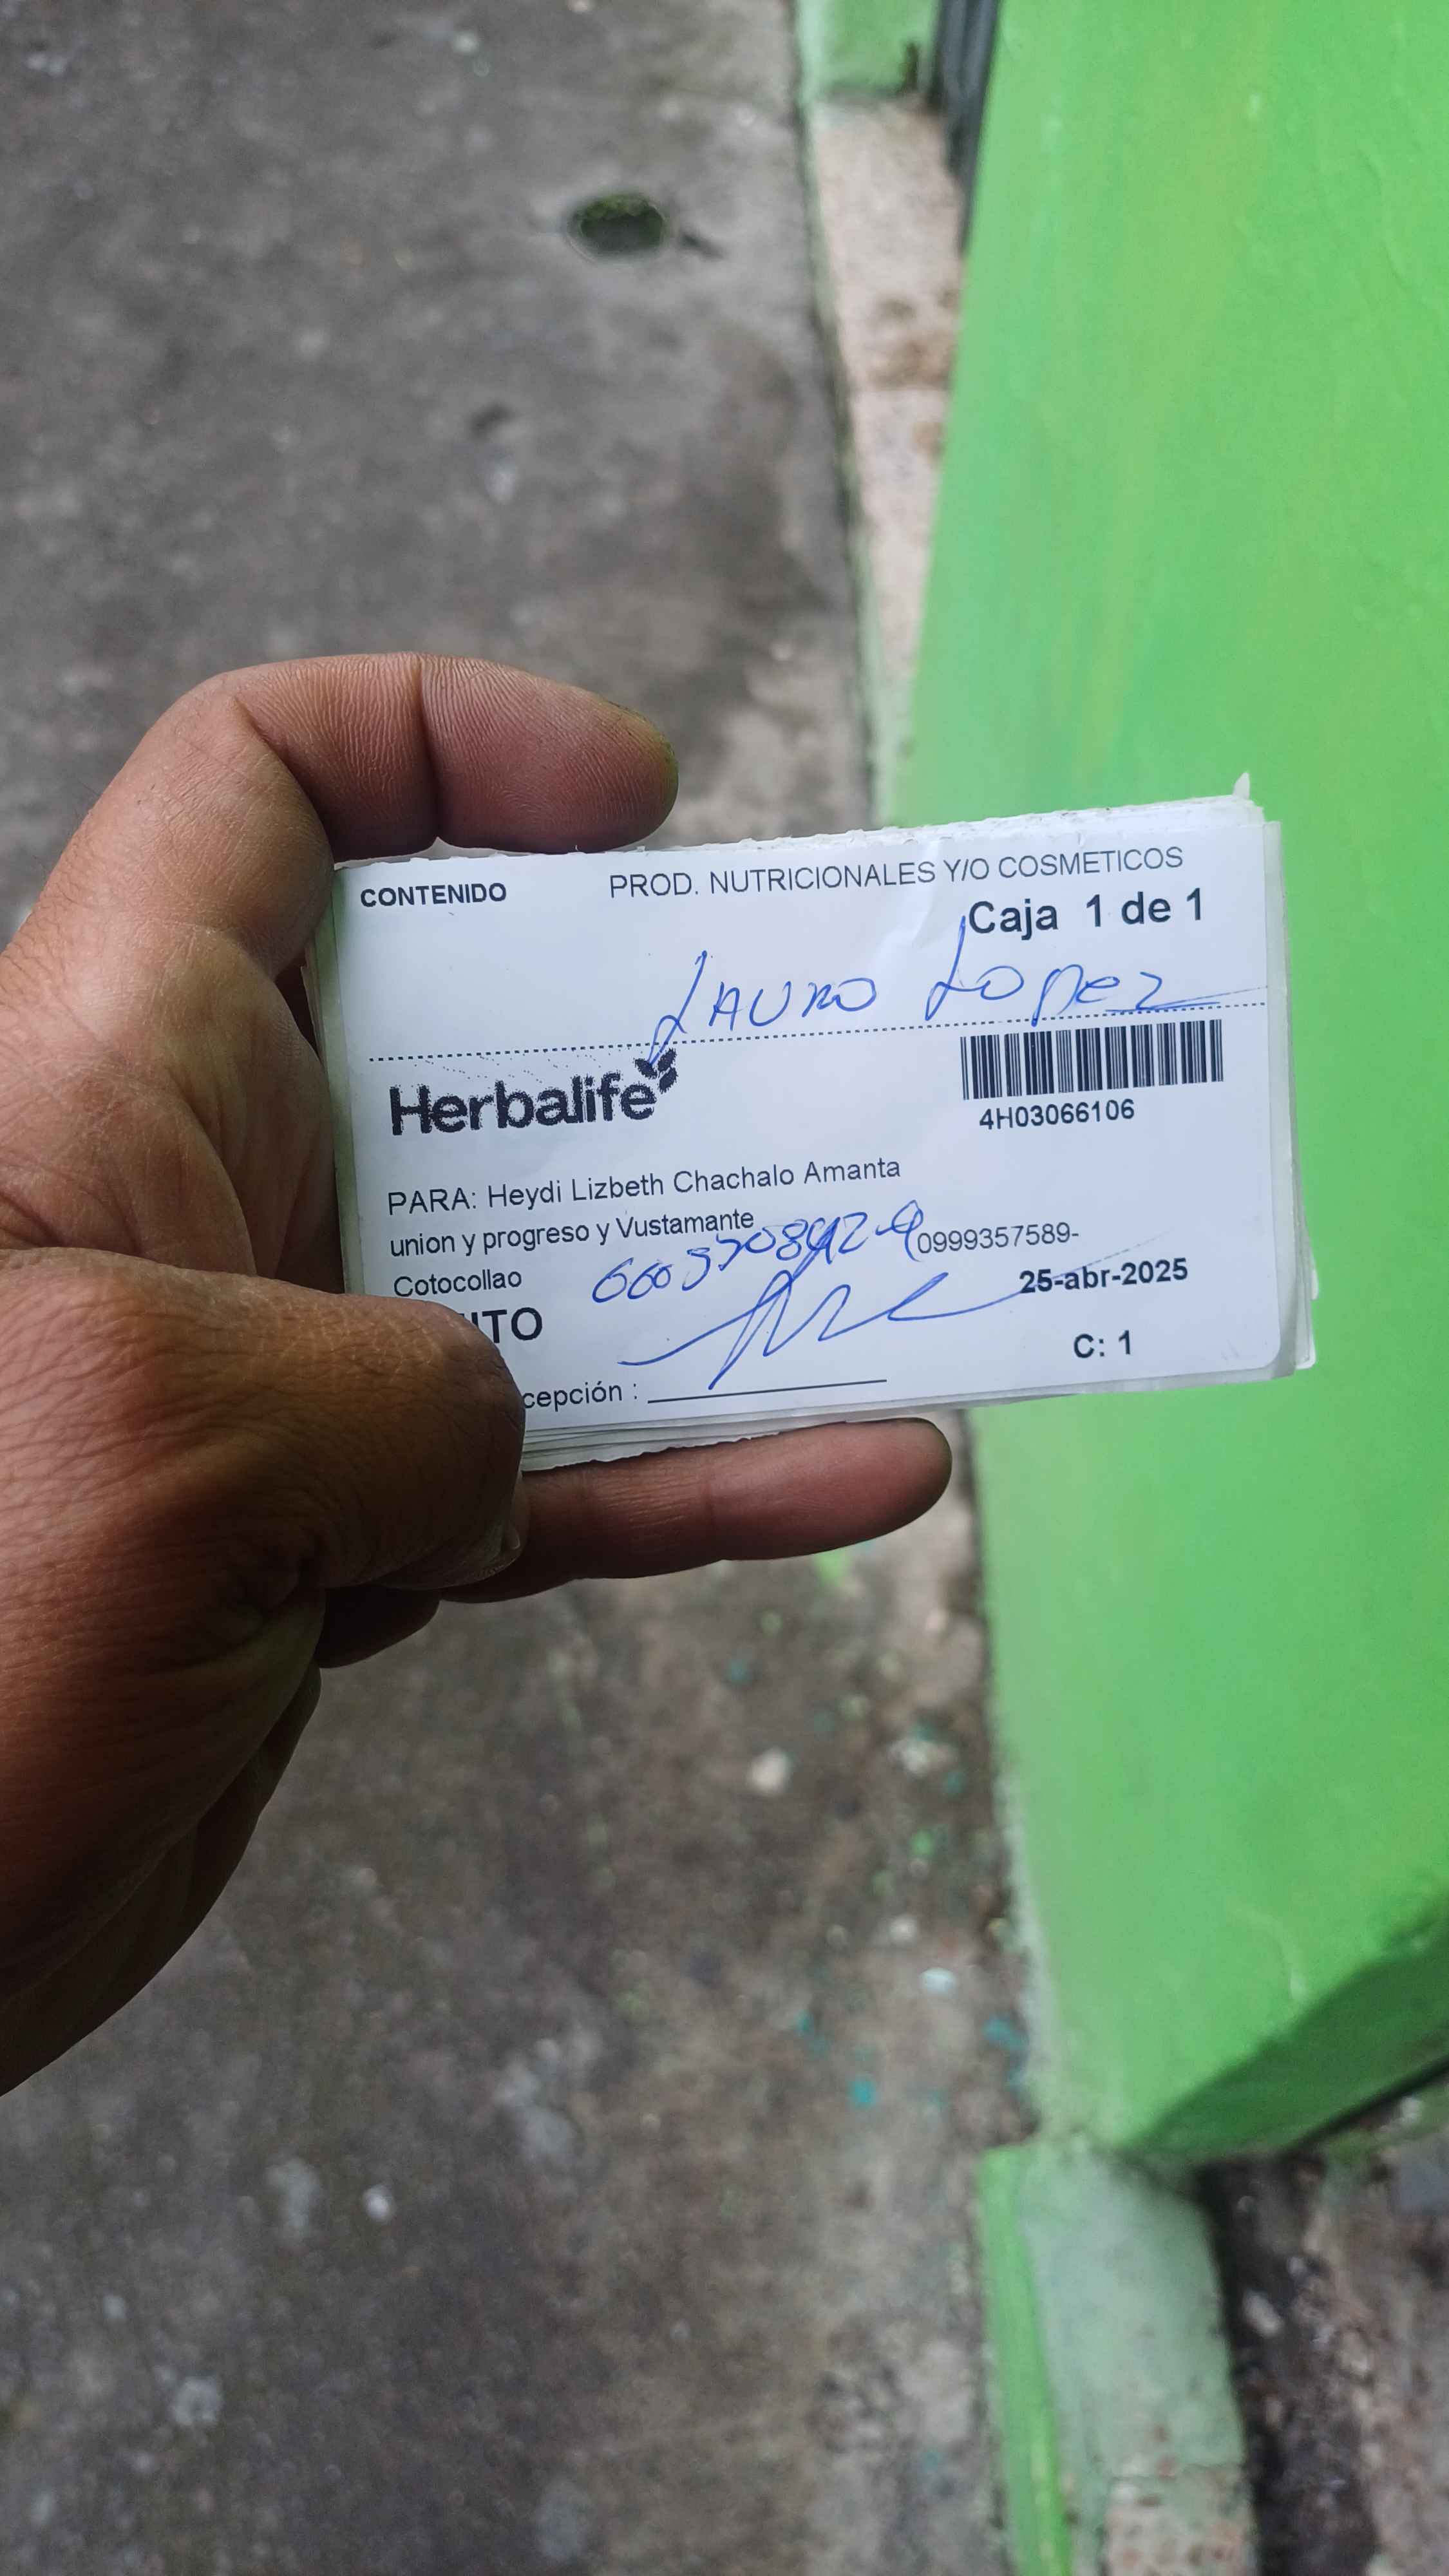 CONTENIDO PROD. NUTRICIONALES Y/O COSMETICOS
Caja 1 de 1
LAURO LOPEZ
Herbalife
4H03066106
PARA: Heydi Lizbeth Chachalo Amanta
union y progreso y Vustamante
0999357589-
Cotocollao
25-abr-2025
C: 1